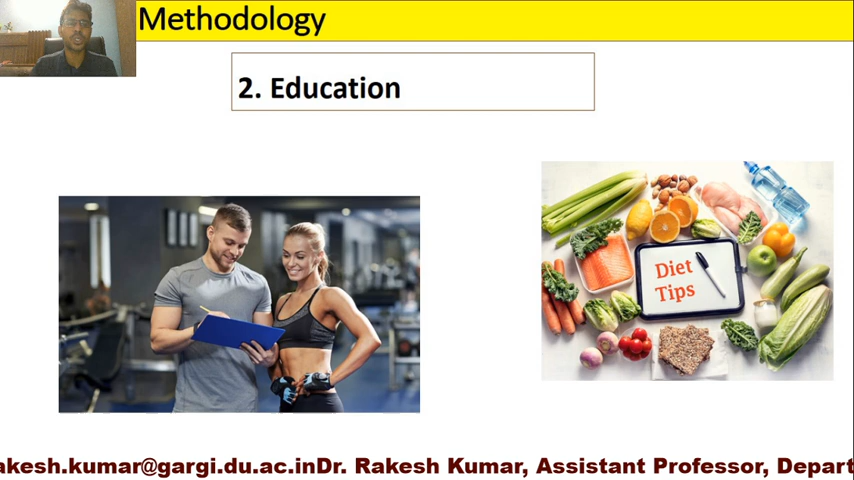 Methodology
2. Education
Diet
Tips
akesh.kumar@gargi.du.ac.inDr. Rakesh Kumar, Assistant Professor, Depart